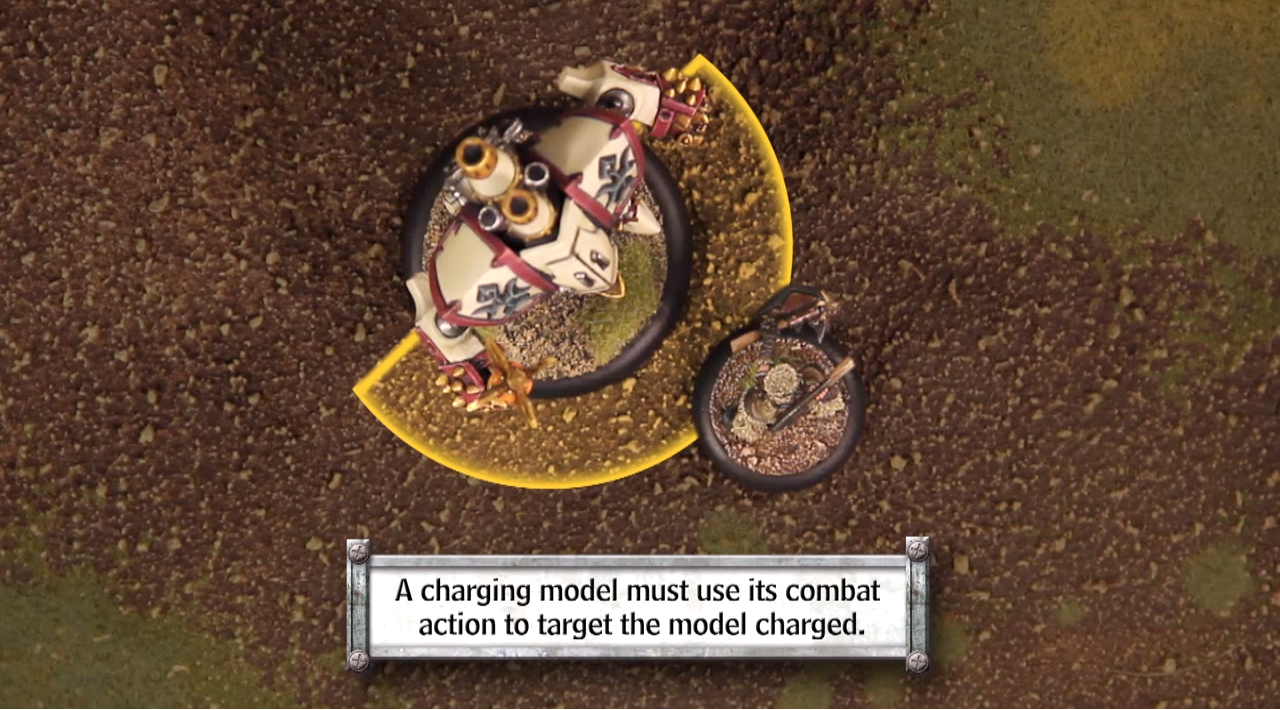 A charging model must use its combat
action to target the model charged.